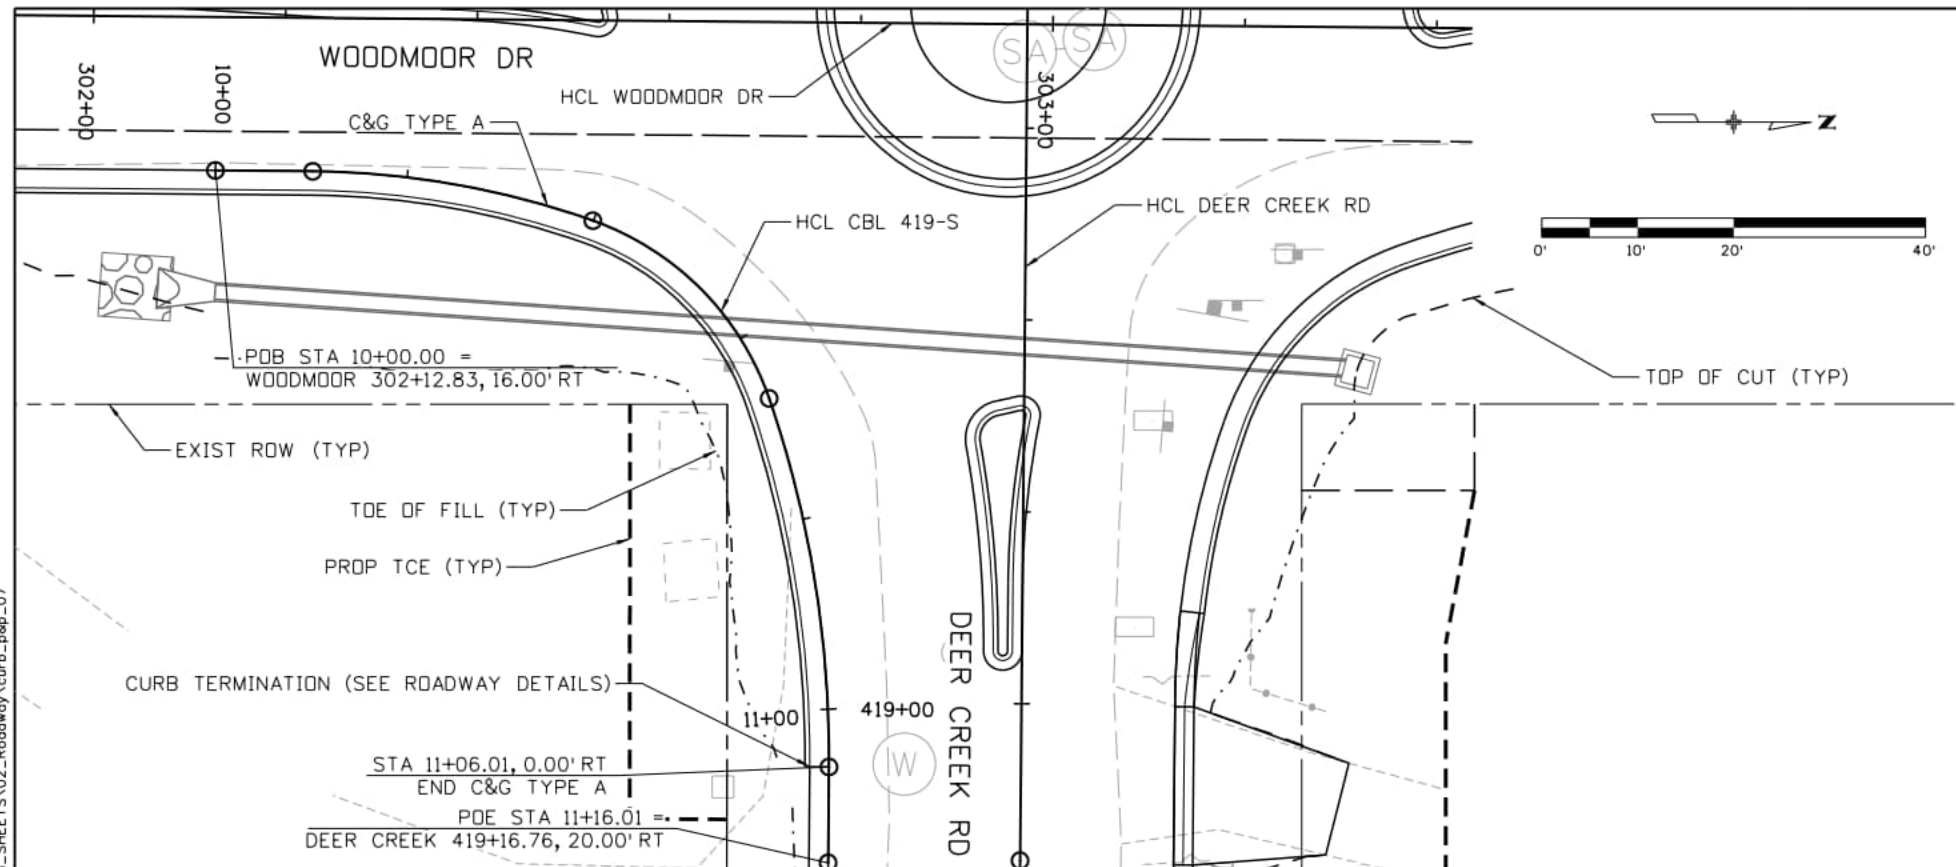 WOODMOOR DR
302+00
10+00
HCL WOODMOOR DR
C&G TYPE A
SA
SA
303+00
HCL CBL 419-S
HCL DEER CREEK RD
N
0' 10' 20' 40'
POB STA 10+00.00 =
WOODMOOR 302+12.83, 16.00' RT
TOP OF CUT (TYP)
EXIST ROW (TYP)
TOE OF FILL (TYP)
PROP TCE (TYP)
CURB TERMINATION (SEE ROADWAY DETAILS)
11+00
419+00
DEER CREEK RD
W
STA 11+06.01, 0.00' RT
END C&G TYPE A
POE STA 11+16.01 =
DEER CREEK 419+16.76, 20.00' RT